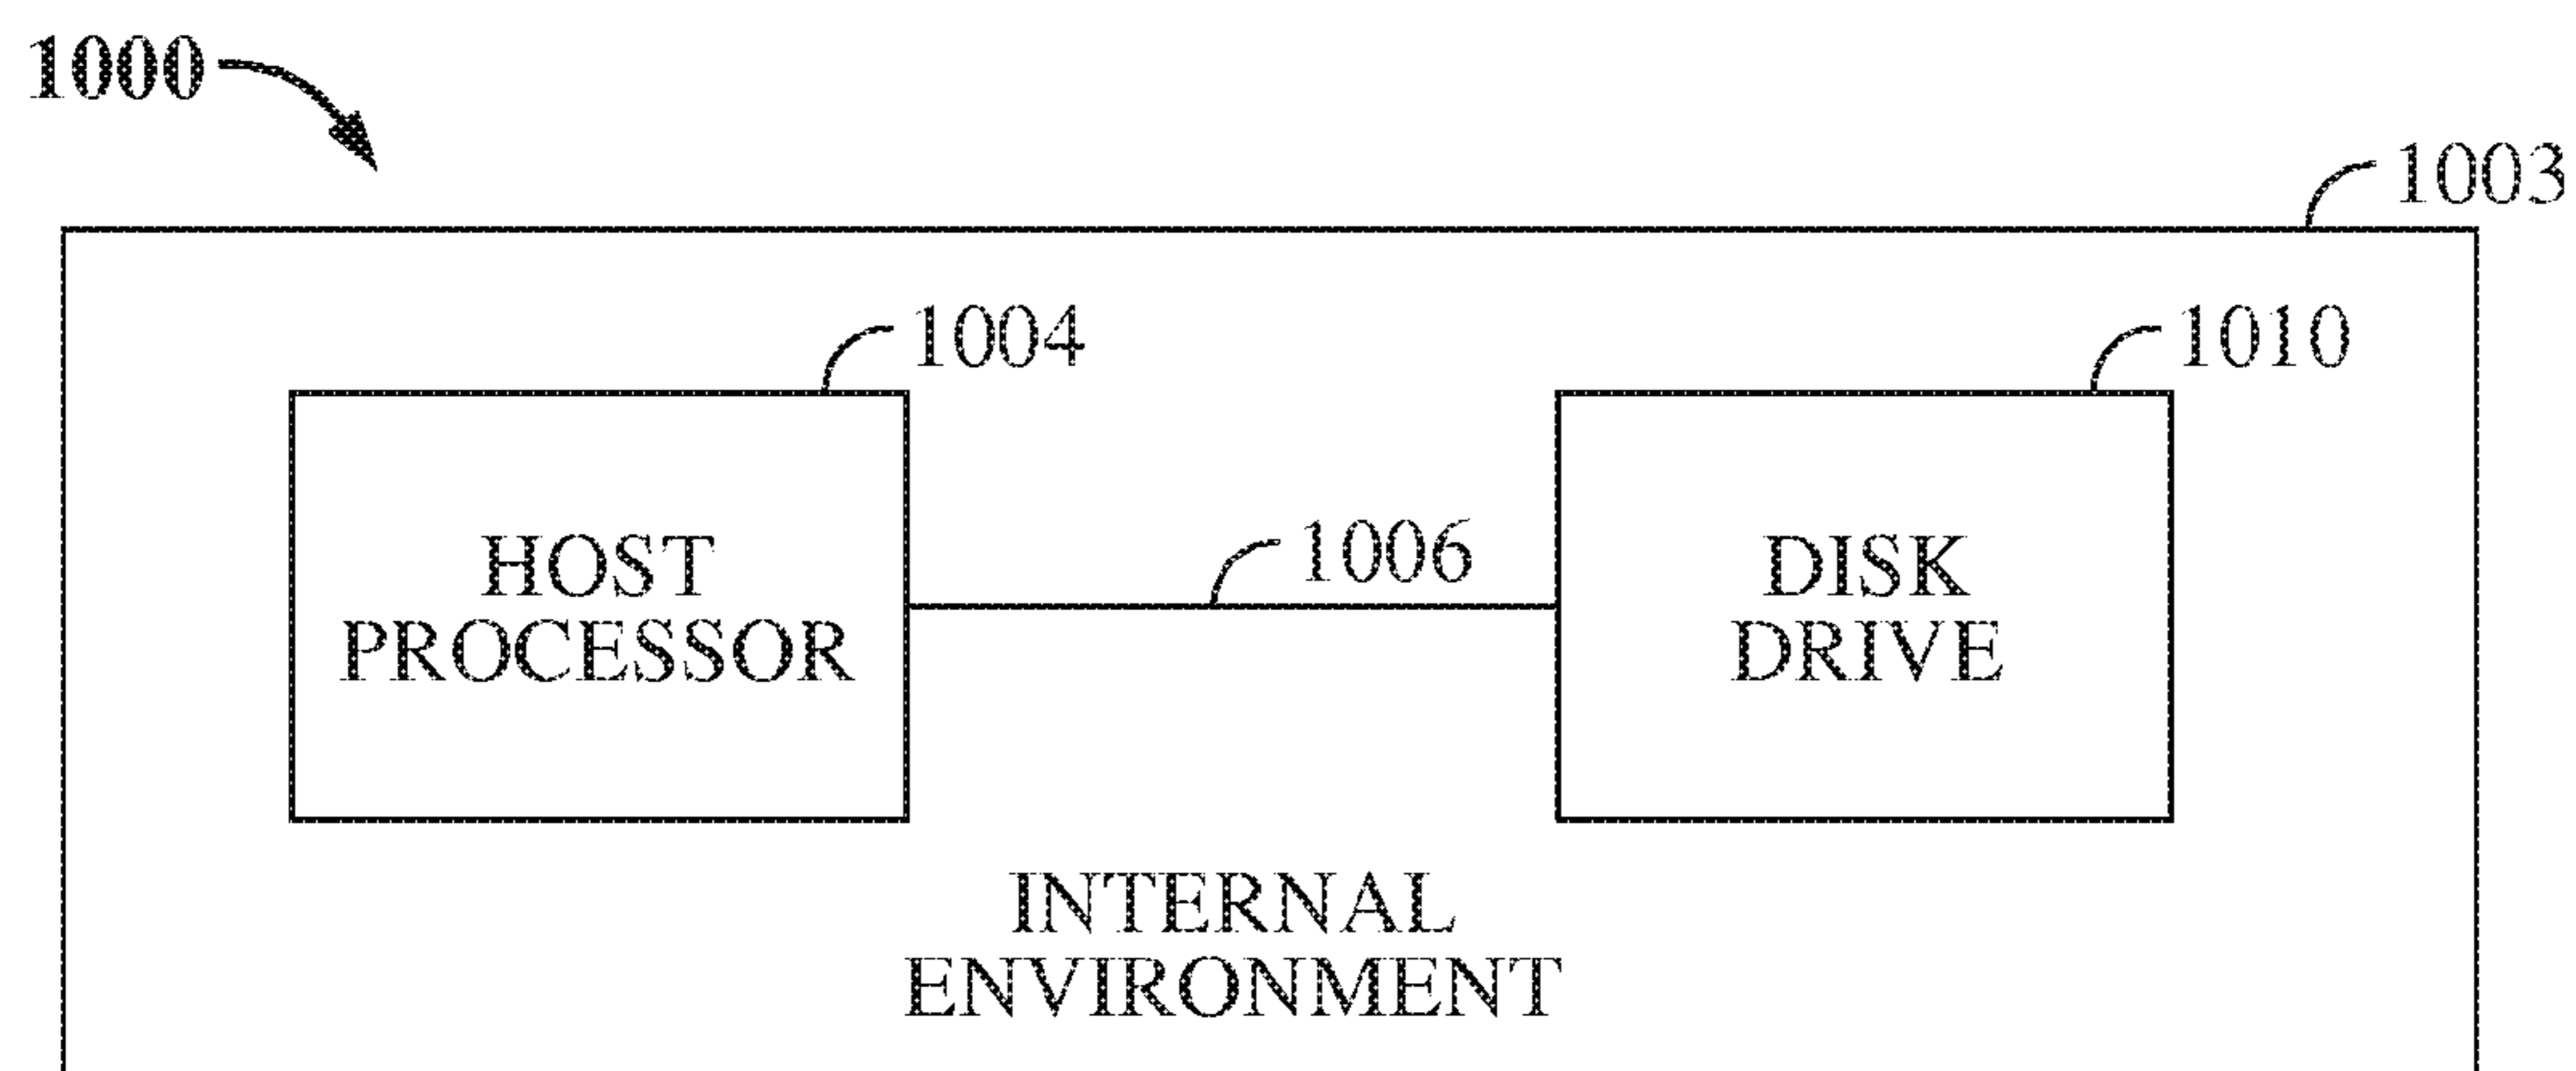 1000
1003
1004
1010
1006
HOST
PROCESSOR
DISK
DRIVE
INTERNAL
ENVIRONMENT